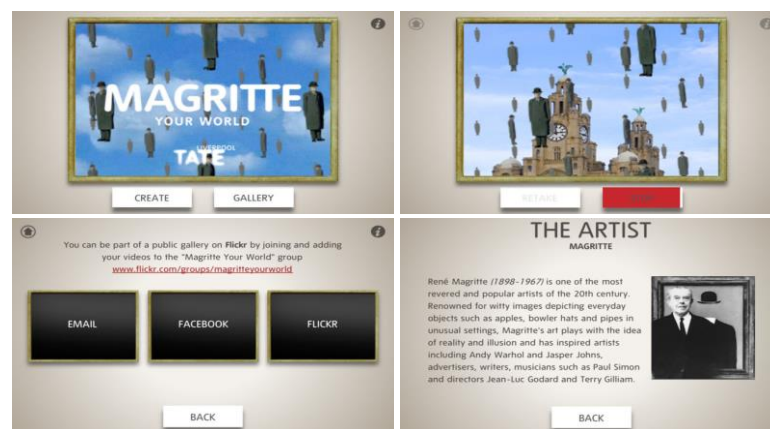 MAGRITTE
YOUR WORLD
LIVERPOOL
TATE
CREATE
GALLERY
RETAKE
You can be part of a public gallery on Flickr by joining and adding
your videos to the "Magritte Your World" group
www.flickr.com/groups/magritteyourworld
EMAIL
FACEBOOK
FLICKR
BACK
THE ARTIST
MAGRITTE
René Magritte (1898-1967) is one of the most
revered and popular artists of the 20th century.
Renowned for witty images depicting everyday
objects such as apples, bowler hats and pipes in
unusual settings, Magritte's art plays with the idea
of reality and illusion and has inspired artists
including Andy Warhol and Jasper Johns,
advertisers, writers, musicians such as Paul Simon
and directors Jean-Luc Godard and Terry Gilliam.
BACK